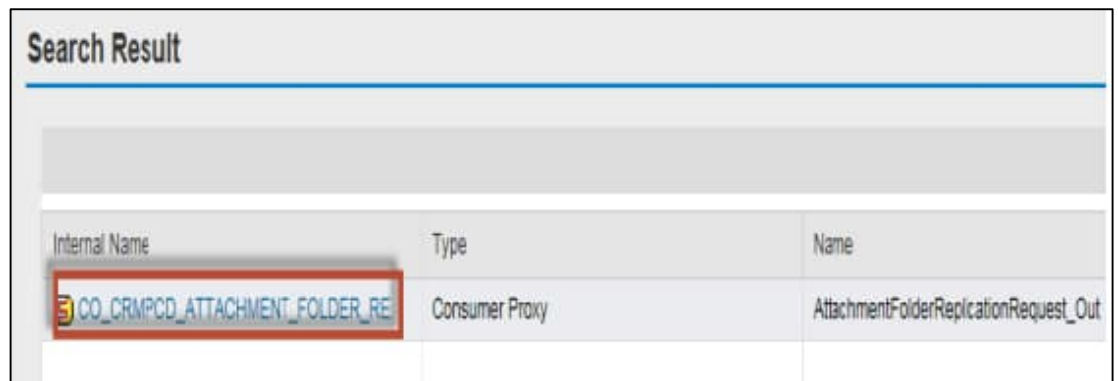 Search Result
Internal Name Type Name
CO_CRMPCD_ATTACHMENT_FOLDER_RE Consumer Proxy AttachmentFolderReplicationRequest_Out